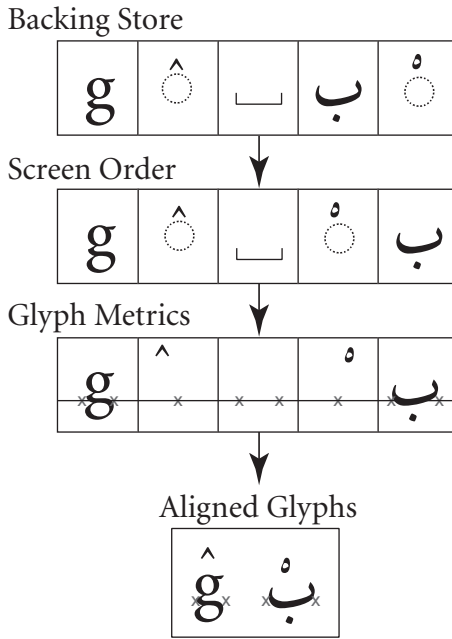 Backing Store
g ◌̂ ⎵ ب ◌ْ
Screen Order
g ◌̂ ⎵ ◌ْ ب
Glyph Metrics
x g x ̂ x x x ْ x x ب x
Aligned Glyphs
x ĝ x x بْ x